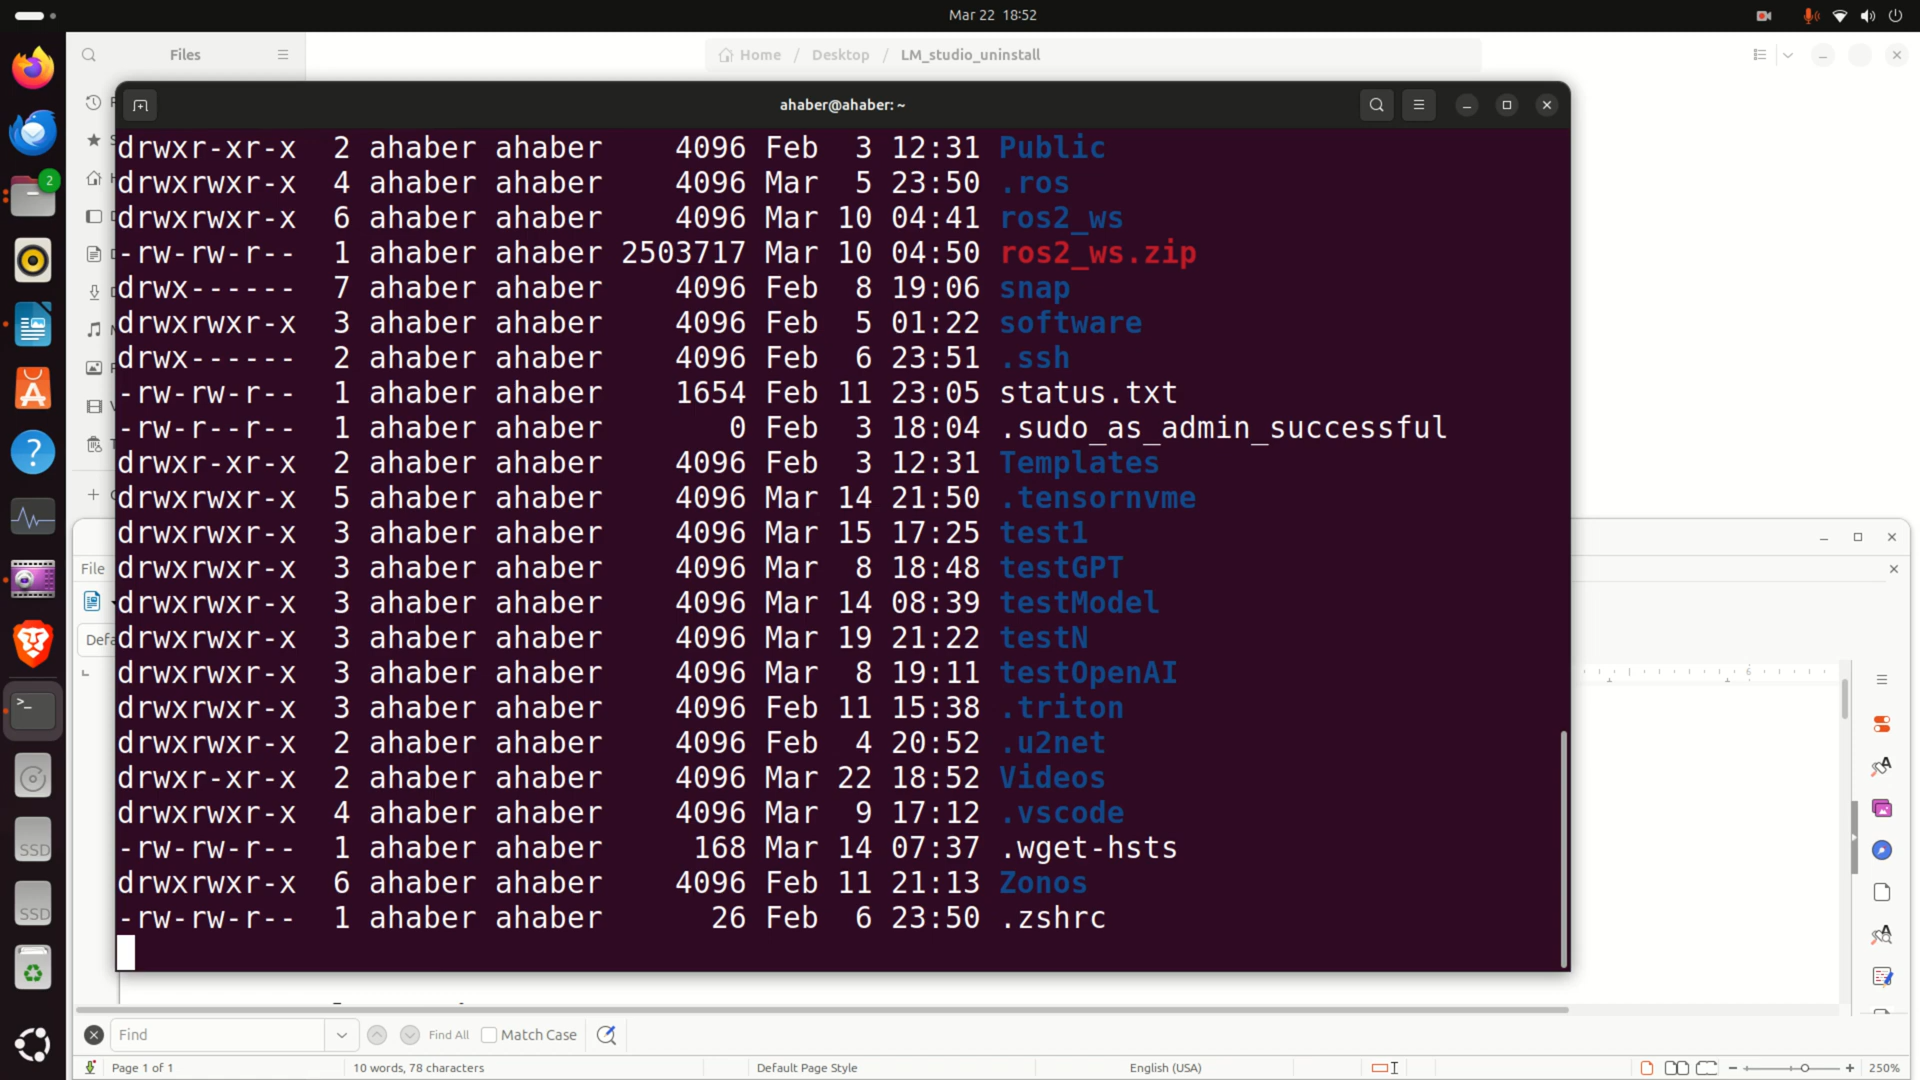 Mar 22 18:52
Files
Home / Desktop / LM_studio_uninstall
ahaber@ahaber: ~
2
drwxr-xr-x 2 ahaber ahaber 4096 Feb 3 12:31 Public
drwxrwxr-x 4 ahaber ahaber 4096 Mar 5 23:50 .ros
drwxrwxr-x 6 ahaber ahaber 4096 Mar 10 04:41 ros2_ws
-rw-rw-r-- 1 ahaber ahaber 2503717 Mar 10 04:50 ros2_ws.zip
drwx------ 7 ahaber ahaber 4096 Feb 8 19:06 snap
drwxrwxr-x 3 ahaber ahaber 4096 Feb 5 01:22 software
drwx------ 2 ahaber ahaber 4096 Feb 6 23:51 .ssh
-rw-rw-r-- 1 ahaber ahaber 1654 Feb 11 23:05 status.txt
-rw-r--r-- 1 ahaber ahaber 0 Feb 3 18:04 .sudo_as_admin_successful
drwxr-xr-x 2 ahaber ahaber 4096 Feb 3 12:31 Templates
drwxrwxr-x 5 ahaber ahaber 4096 Mar 14 21:50 .tensornvme
drwxrwxr-x 3 ahaber ahaber 4096 Mar 15 17:25 test1
drwxrwxr-x 3 ahaber ahaber 4096 Mar 8 18:48 testGPT
drwxrwxr-x 3 ahaber ahaber 4096 Mar 14 08:39 testModel
drwxrwxr-x 3 ahaber ahaber 4096 Mar 19 21:22 testN
drwxrwxr-x 3 ahaber ahaber 4096 Mar 8 19:11 testOpenAI
drwxrwxr-x 3 ahaber ahaber 4096 Feb 11 15:38 .triton
drwxrwxr-x 2 ahaber ahaber 4096 Feb 4 20:52 .u2net
drwxr-xr-x 2 ahaber ahaber 4096 Mar 22 18:52 Videos
drwxrwxr-x 4 ahaber ahaber 4096 Mar 9 17:12 .vscode
-rw-rw-r-- 1 ahaber ahaber 168 Mar 14 07:37 .wget-hsts
drwxrwxr-x 6 ahaber ahaber 4096 Feb 11 21:13 Zonos
-rw-rw-r-- 1 ahaber ahaber 26 Feb 6 23:50 .zshrc
File
6
SSD
SSD
Find
Find All
Match Case
Page 1 of 1
10 words, 78 characters
Default Page Style
English (USA)
250%